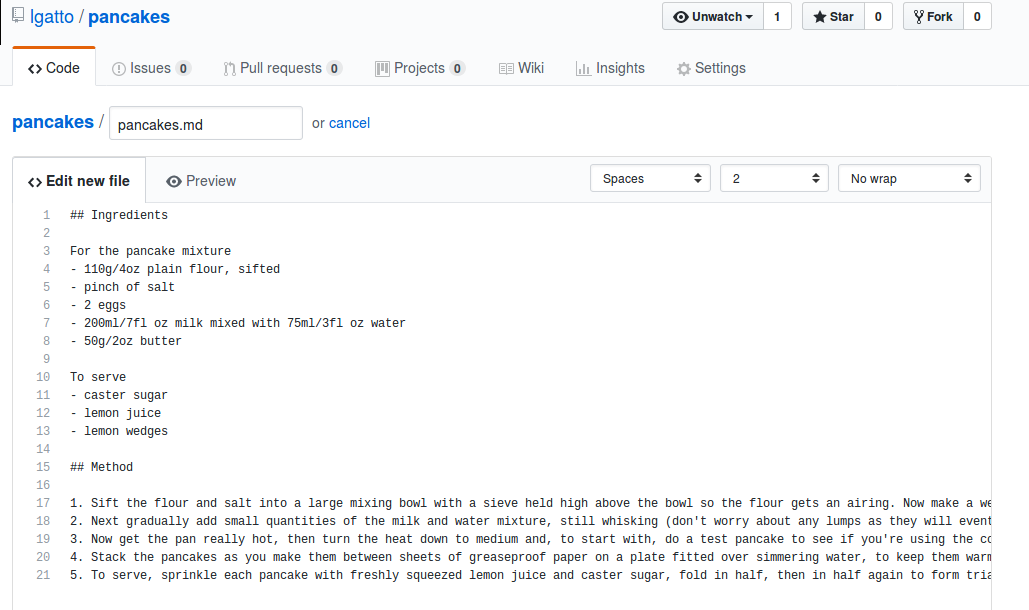 lgatto / pancakes
Unwatch 1 Star 0 Fork 0
Code Issues 0 Pull requests 0 Projects 0 Wiki Insights Settings
pancakes / pancakes.md or cancel
Edit new file Preview Spaces 2 No wrap
1 ## Ingredients
2
3 For the pancake mixture
4 - 110g/4oz plain flour, sifted
5 - pinch of salt
6 - 2 eggs
7 - 200ml/7fl oz milk mixed with 75ml/3fl oz water
8 - 50g/2oz butter
9
10 To serve
11 - caster sugar
12 - lemon juice
13 - lemon wedges
14
15 ## Method
16
17 1. Sift the flour and salt into a large mixing bowl with a sieve held high above the bowl so the flour gets an airing. Now make a we
18 2. Next gradually add small quantities of the milk and water mixture, still whisking (don't worry about any lumps as they will event
19 3. Now get the pan really hot, then turn the heat down to medium and, to start with, do a test pancake to see if you're using the co
20 4. Stack the pancakes as you make them between sheets of greaseproof paper on a plate fitted over simmering water, to keep them warm
21 5. To serve, sprinkle each pancake with freshly squeezed lemon juice and caster sugar, fold in half, then in half again to form tria